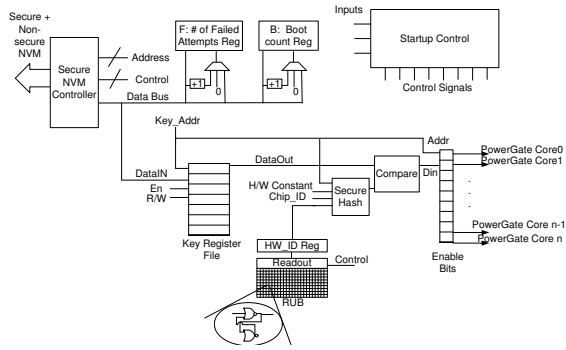 Secure +
Non-
secure
NVM
Secure
NVM
Controller
Address
Control
Data Bus
F: # of Failed
Attempts Reg
+1
0
B: Boot
count Reg
+1
0
Inputs
Startup Control
Control Signals
Key_Addr
DataIN
En
R/W
Key Register
File
DataOut
H/W Constant
Chip_ID
Secure
Hash
Compare
Addr
Din
PowerGate Core0
PowerGate Core1
.
.
.
.
PowerGate Core n-1
PowerGate Core n
Enable
Bits
HW_ID Reg
Readout
Control
RUB